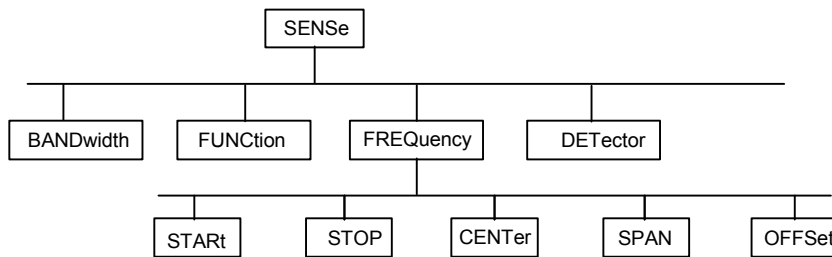 SENSe
BANDwidth FUNCtion FREQuency DETector
STARt STOP CENTer SPAN OFFSet